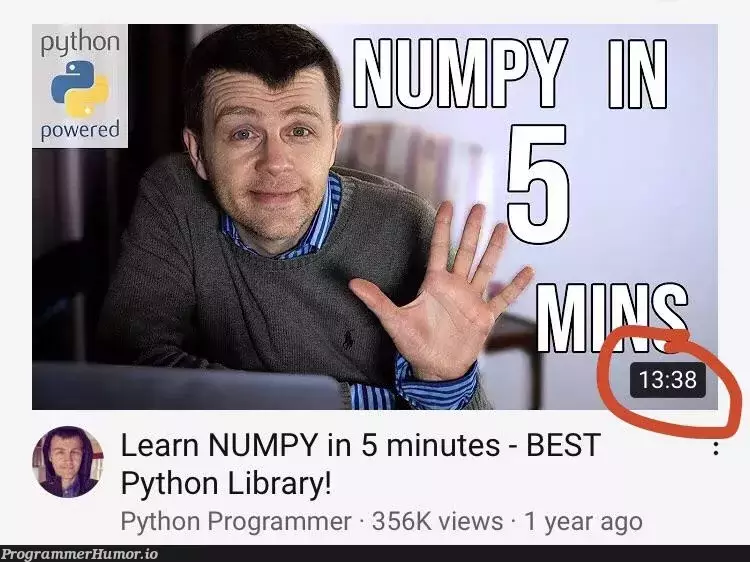 python
powered
NUMPY IN
5
MINS
13:38
Learn NUMPY in 5 minutes - BEST
Python Library!
Python Programmer · 356K views · 1 year ago
ProgrammerHumor.io